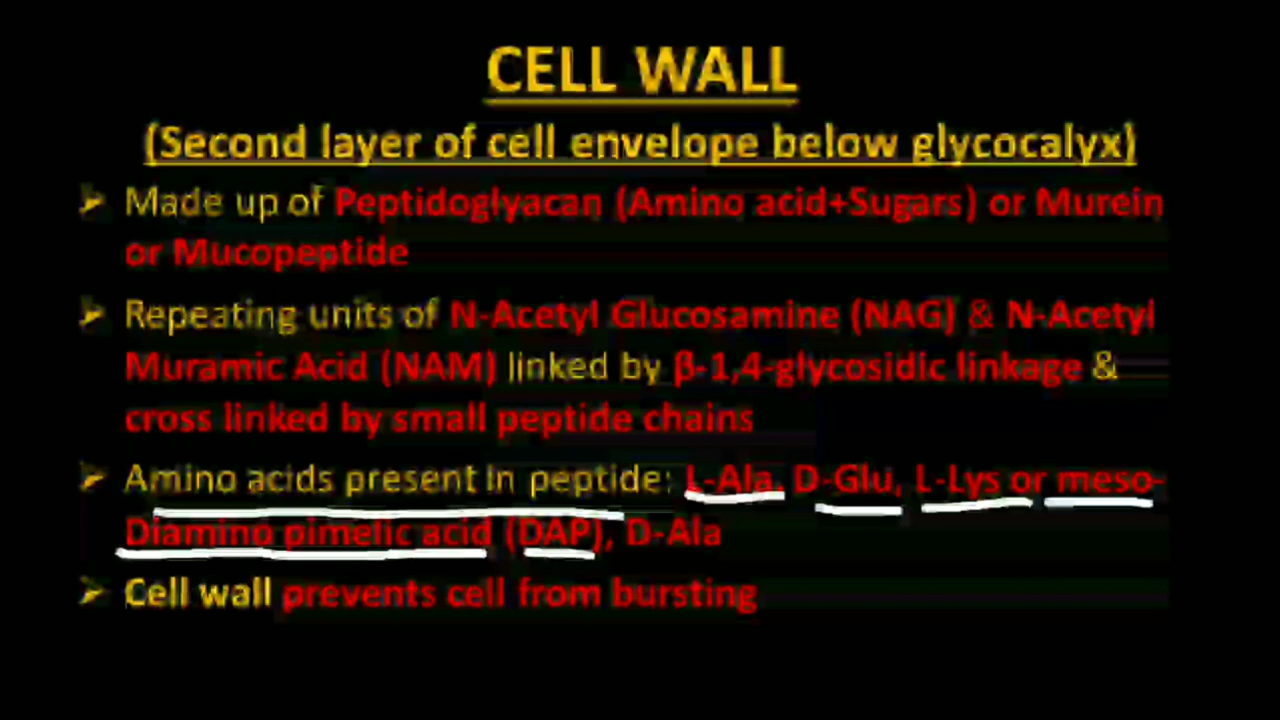 CELL WALL
(Second layer of cell envelope below glycocalyx)
➢ Made up of Peptidoglyacan (Amino acid+Sugars) or Murein
or Mucopeptide
➢ Repeating units of N-Acetyl Glucosamine (NAG) & N-Acetyl
Muramic Acid (NAM) linked by β-1,4-glycosidic linkage &
cross linked by small peptide chains
➢ Amino acids present in peptide: L-Ala, D-Glu, L-Lys or meso-
Diamino pimelic acid (DAP), D-Ala
➢ Cell wall prevents cell from bursting